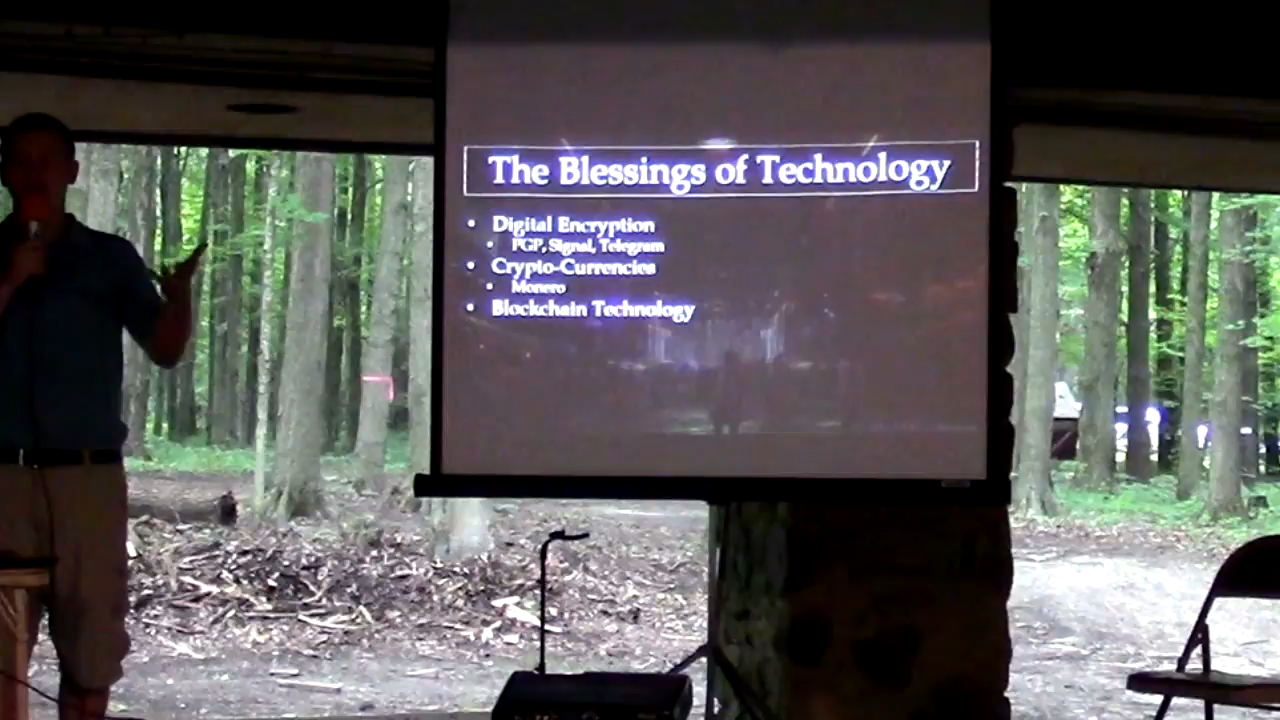 The Blessings of Technology
• Digital Encryption
• PGP, Signal, Telegram
• Crypto-Currencies
• Monero
• Blockchain Technology